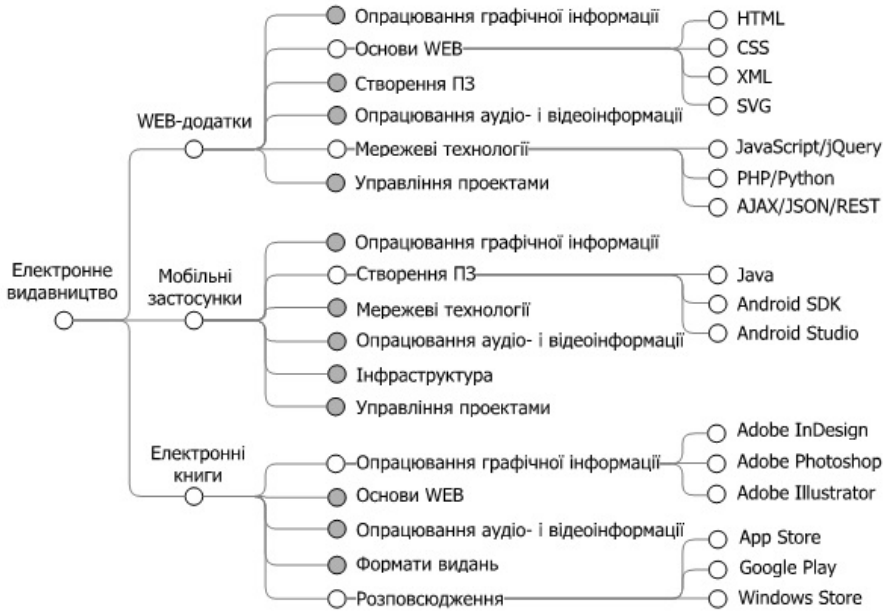 Електронне
видавництво
WEB-додатки
Опрацювання графічної інформації
Основи WEB
HTML
CSS
XML
SVG
Створення ПЗ
Опрацювання аудіо- і відеоінформації
Мережеві технології
JavaScript/jQuery
PHP/Python
AJAX/JSON/REST
Управління проектами
Мобільні
застосунки
Опрацювання графічної інформації
Створення ПЗ
Java
Android SDK
Android Studio
Мережеві технології
Опрацювання аудіо- і відеоінформації
Інфраструктура
Управління проектами
Електронні
книги
Опрацювання графічної інформації
Adobe InDesign
Adobe Photoshop
Adobe Illustrator
Основи WEB
Опрацювання аудіо- і відеоінформації
Формати видань
Розповсюдження
App Store
Google Play
Windows Store